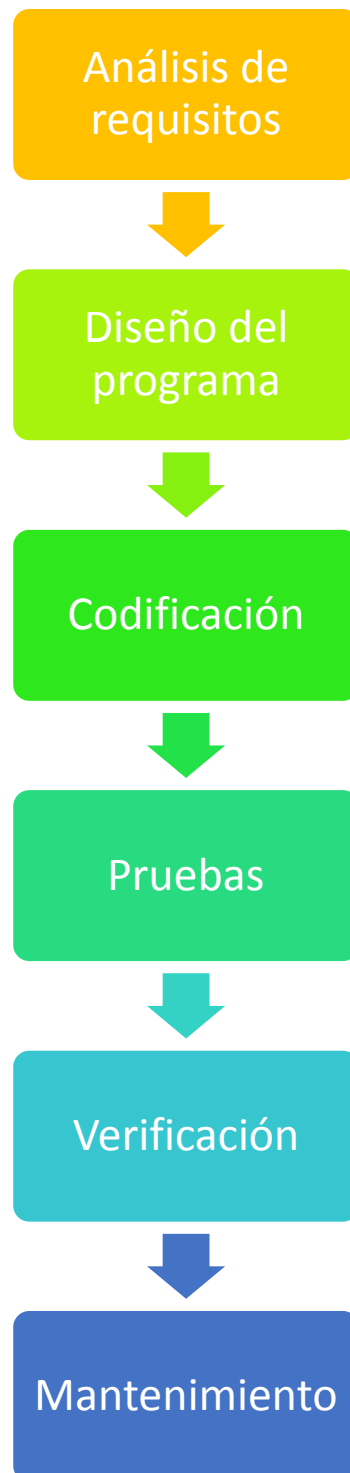 Análisis de
requisitos
Diseño del
programa
Codificación
Pruebas
Verificación
Mantenimiento